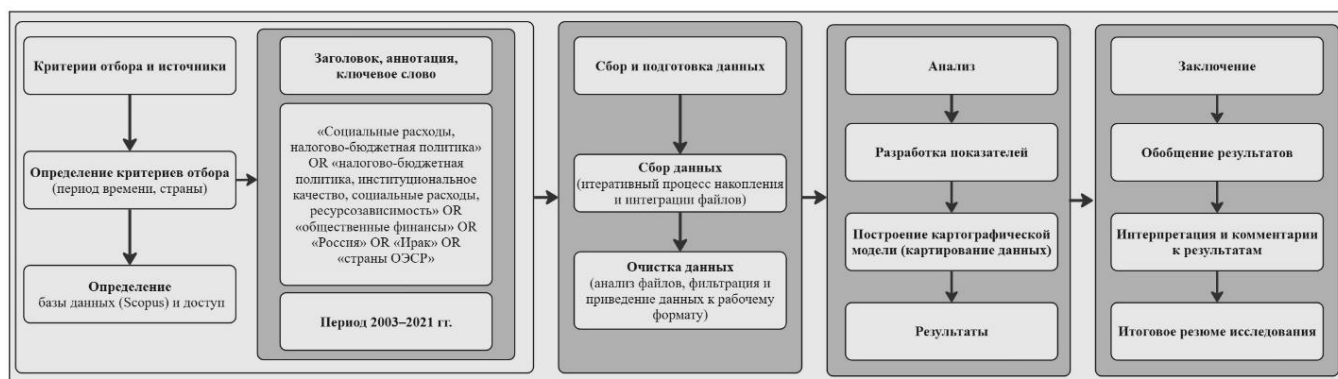 Критерии отбора и источники
Определение критериев отбора
(период времени, страны)
Определение
базы данных (Scopus) и доступ
Заголовок, аннотация,
ключевое слово
«Социальные расходы,
налогово-бюджетная политика»
OR «налогово-бюджетная
политика, институциональное
качество, социальные расходы,
ресурсозависимость» OR
«общественные финансы» OR
«Россия» OR «Ирак» OR
«страны ОЭСР»
Период 2003–2021 гг.
Сбор и подготовка данных
Сбор данных
(итеративный процесс накопления
и интеграции файлов)
Очистка данных
(анализ файлов, фильтрация и
приведение данных к рабочему
формату)
Анализ
Разработка показателей
Построение картографической
модели (картирование данных)
Результаты
Заключение
Обобщение результатов
Интерпретация и комментарии
к результатам
Итоговое резюме исследования